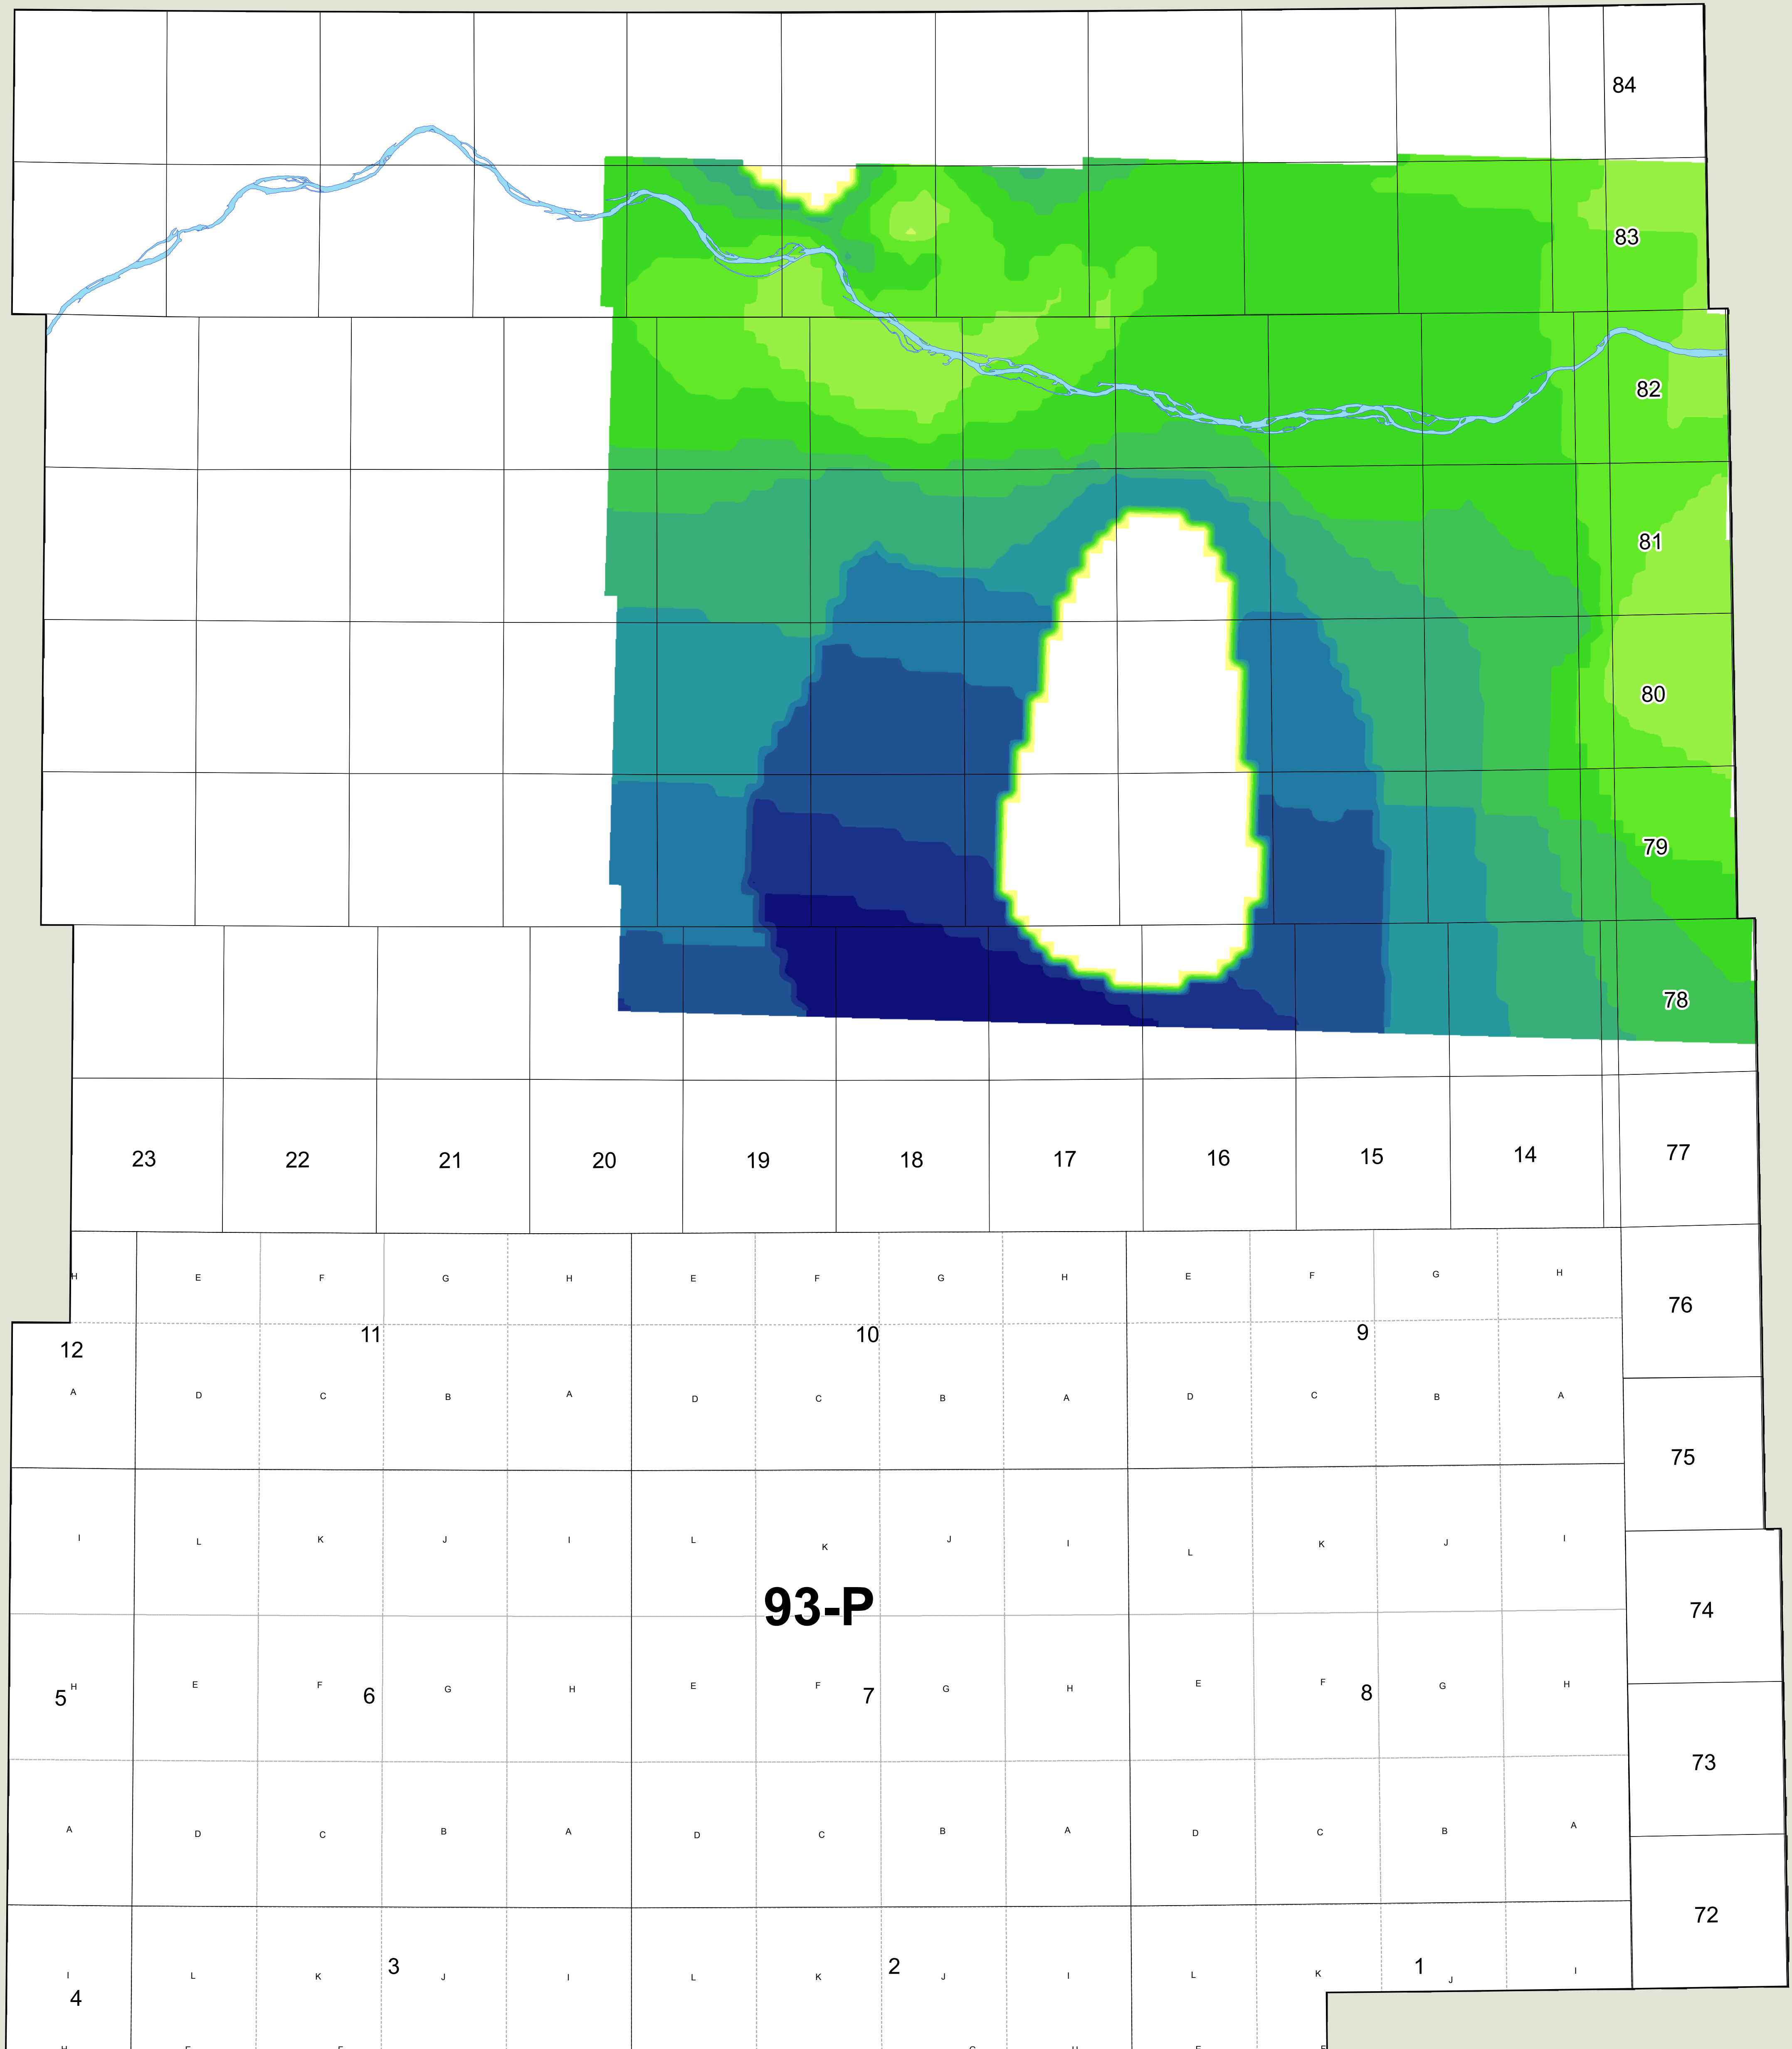 84
83
82
81
80
79
78
23 22 21 20 19 18 17 16 15 14 77
H E F G H E F G H E F G H
76
12 11 10 9
A D C B A D C B A D C B A
75
I L K J I L K J I L K J I
93-P
74
5 H E F 6 G H E F 7 G H E F 8 G H
73
A D C B A D C B A D C B A
72
I L K 3 J I L K 2 J I L K 1 J I
4